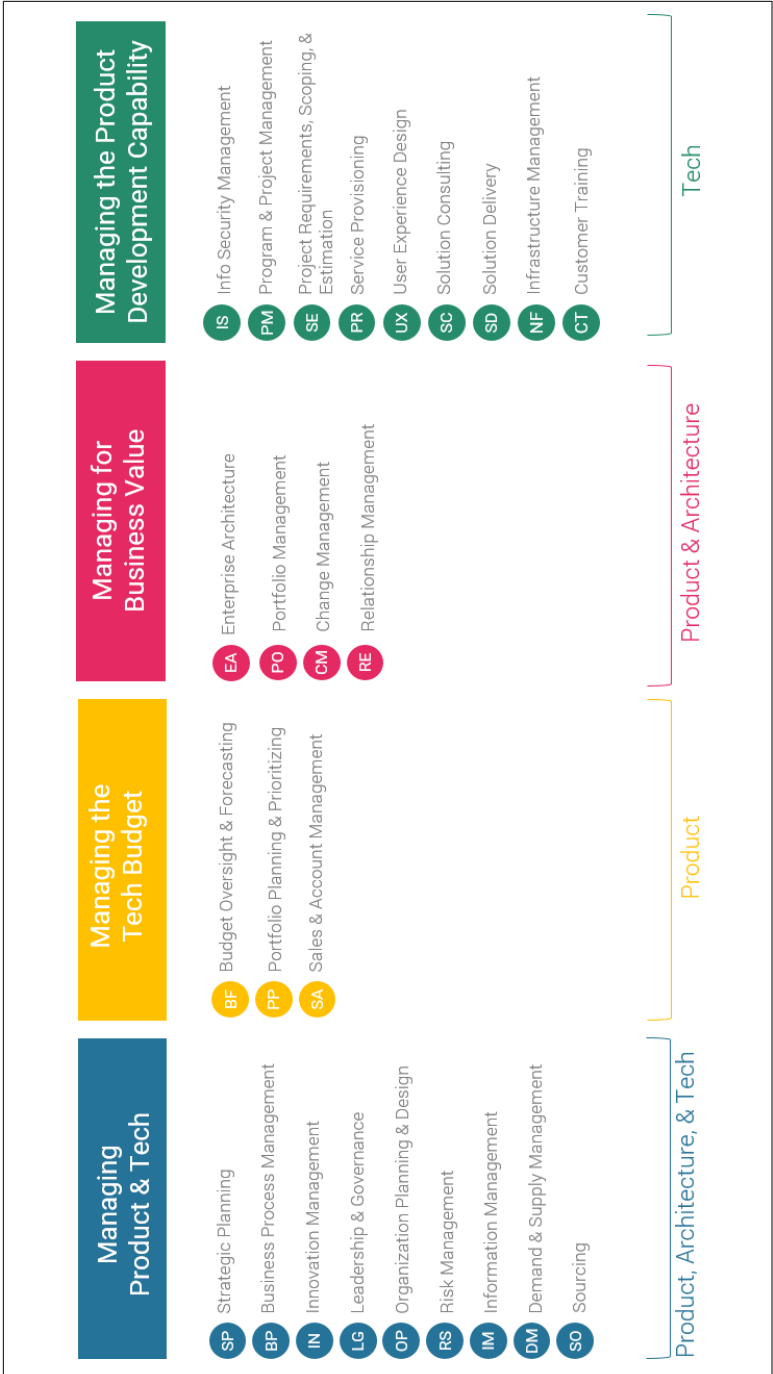 Managing
Product & Tech
SP Strategic Planning
BP Business Process Management
IN Innovation Management
LG Leadership & Governance
OP Organization Planning & Design
RS Risk Management
IM Information Management
DM Demand & Supply Management
SO Sourcing
Product, Architecture, & Tech
Managing the
Tech Budget
BF Budget Oversight & Forecasting
PP Portfolio Planning & Prioritizing
SA Sales & Account Management
Product
Managing for
Business Value
EA Enterprise Architecture
PO Portfolio Management
CM Change Management
RE Relationship Management
Product & Architecture
Managing the Product
Development Capability
IS Info Security Management
PM Program & Project Management
SE Project Requirements, Scoping, &
Estimation
PR Service Provisioning
UX User Experience Design
SC Solution Consulting
SD Solution Delivery
NF Infrastructure Management
CT Customer Training
Tech